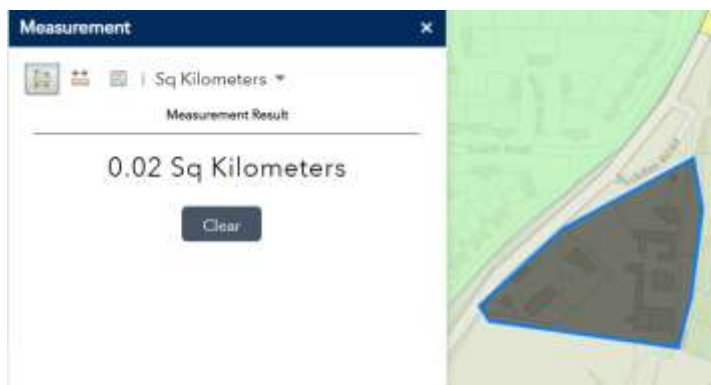 Measurement ×
Sq Kilometers
Measurement Result
0.02 Sq Kilometers
Clear